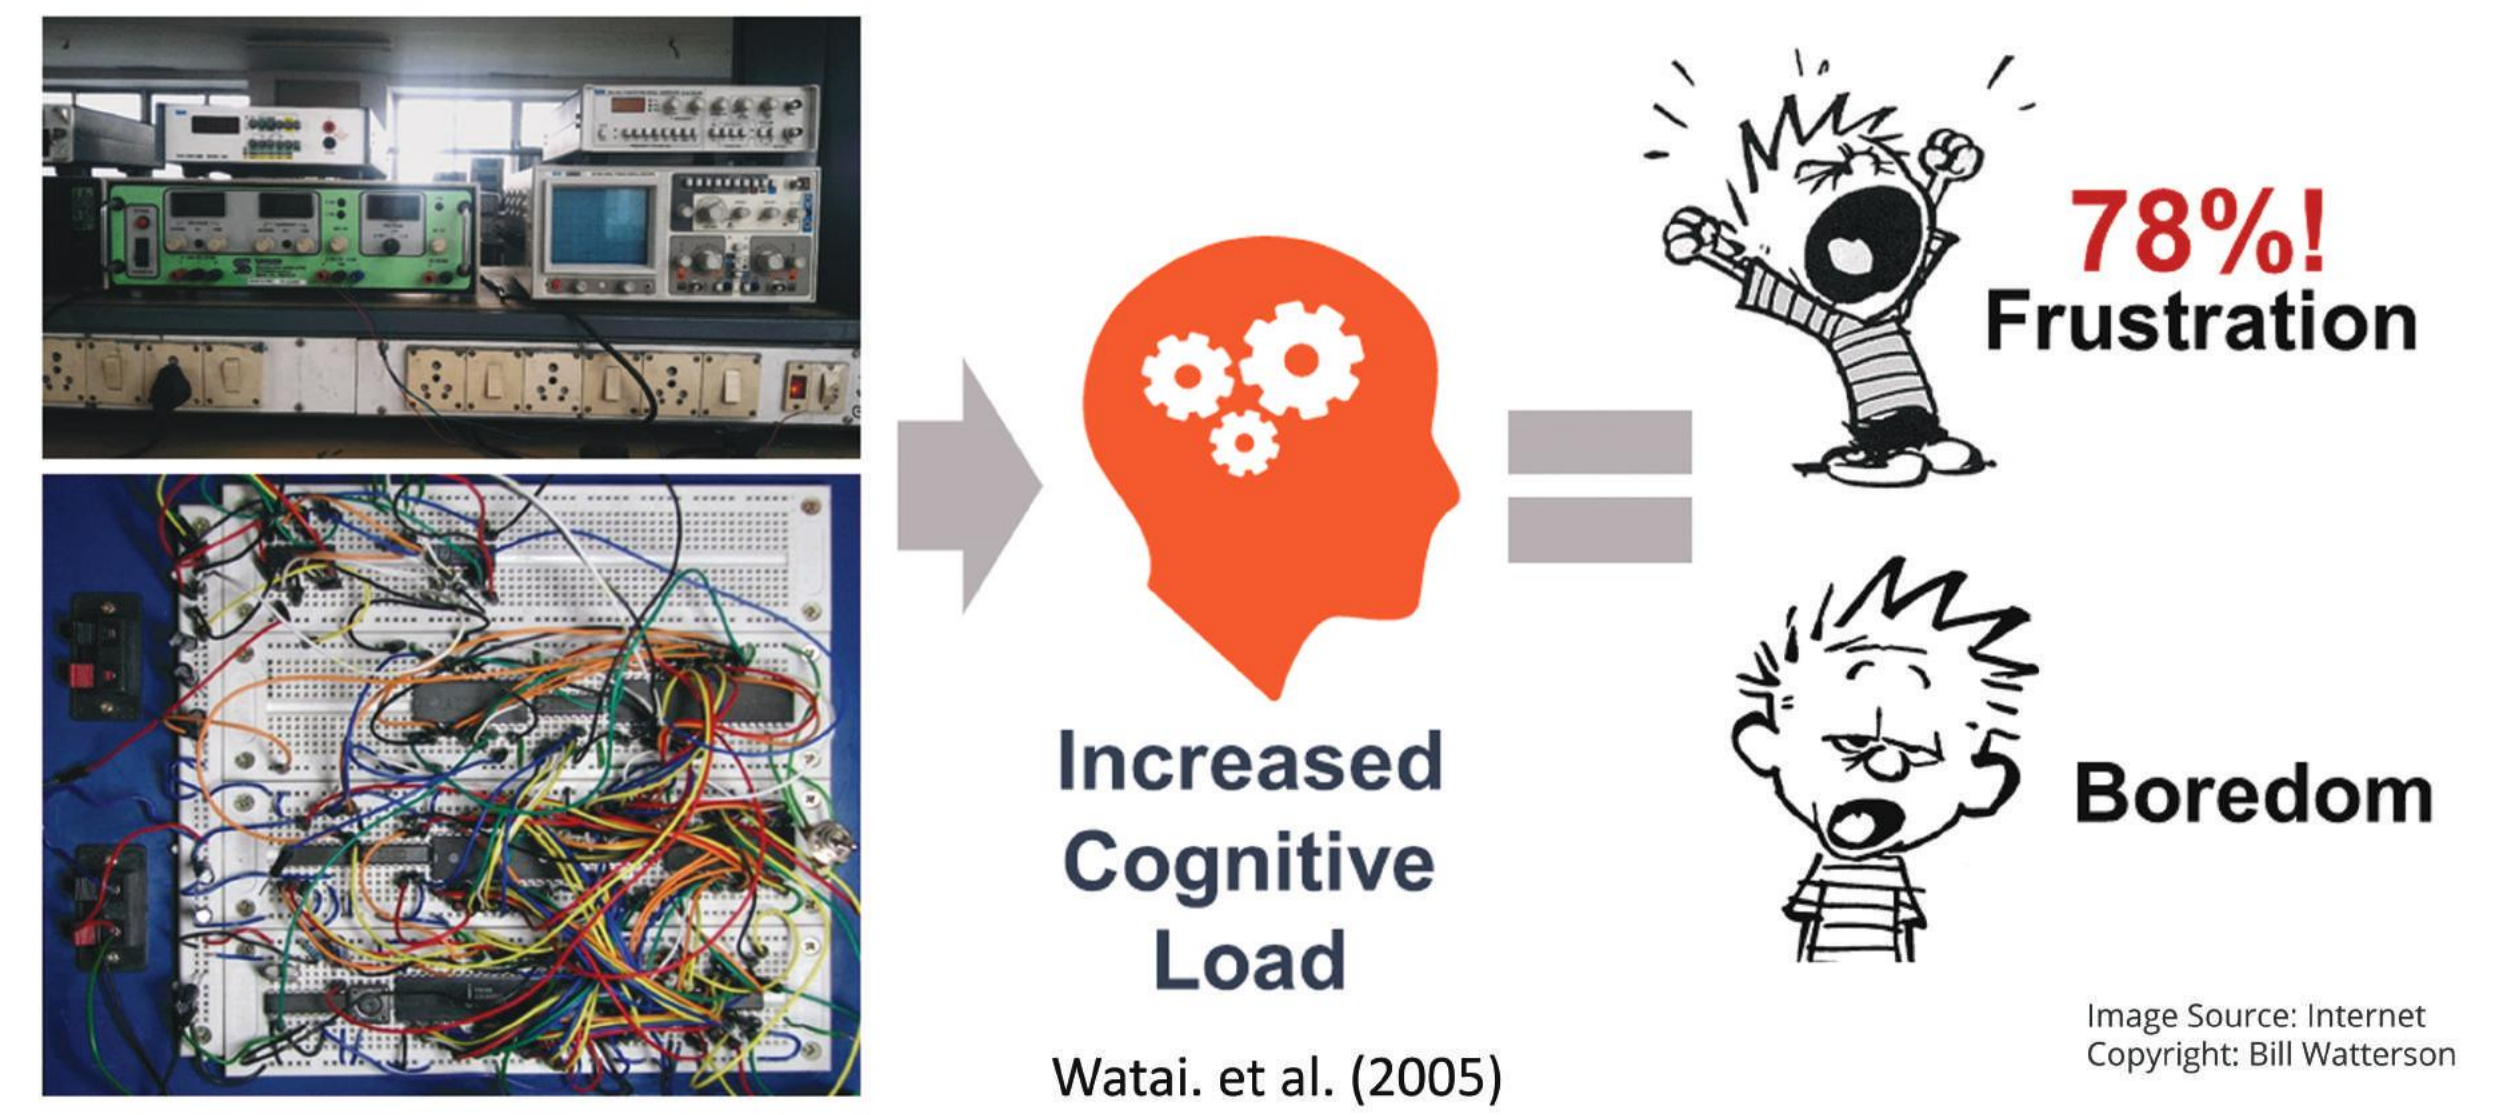 Increased
Cognitive
Load
Watai. et al. (2005)
78%!
Frustration
Boredom
Image Source: Internet
Copyright: Bill Watterson